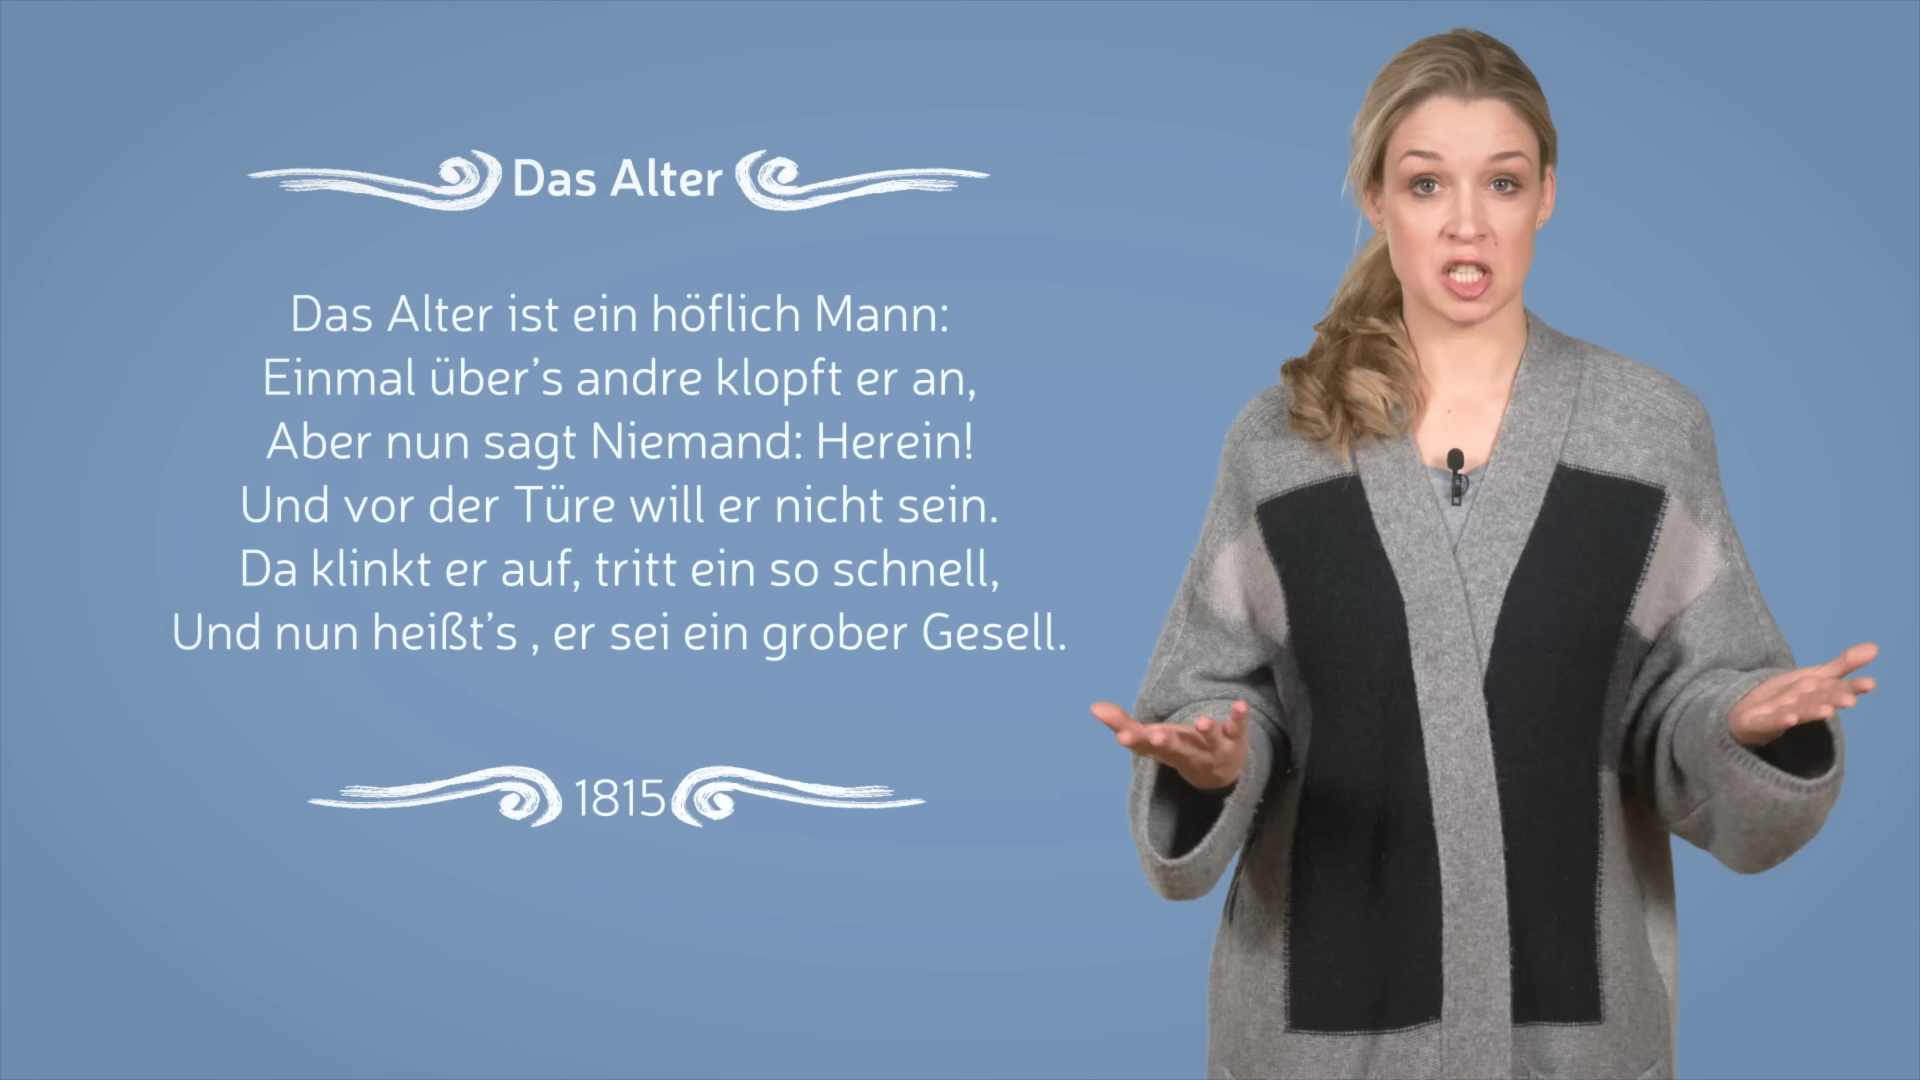 Das Alter
Das Alter ist ein höflich Mann:
Einmal über’s andre klopft er an,
Aber nun sagt Niemand: Herein!
Und vor der Türe will er nicht sein.
Da klinkt er auf, tritt ein so schnell,
Und nun heißt’s , er sei ein grober Gesell.
1815